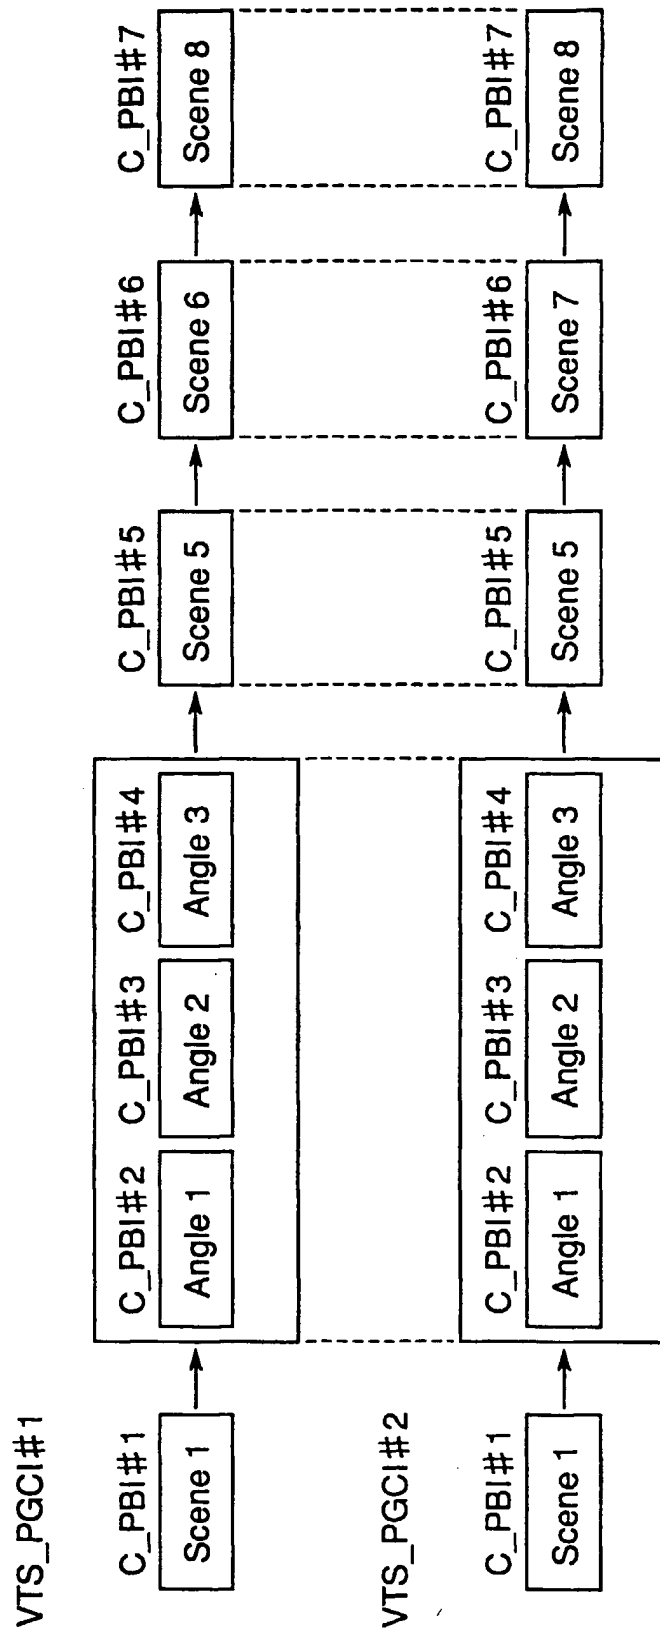 VTS_PGCI#1
C_PBI#1 C_PBI#2 C_PBI#3 C_PBI#4 C_PBI#5 C_PBI#6 C_PBI#7
Scene 1 Angle 1 Angle 2 Angle 3 Scene 5 Scene 6 Scene 8
VTS_PGCI#2
C_PBI#1 C_PBI#2 C_PBI#3 C_PBI#4 C_PBI#5 C_PBI#6 C_PBI#7
Scene 1 Angle 1 Angle 2 Angle 3 Scene 5 Scene 7 Scene 8